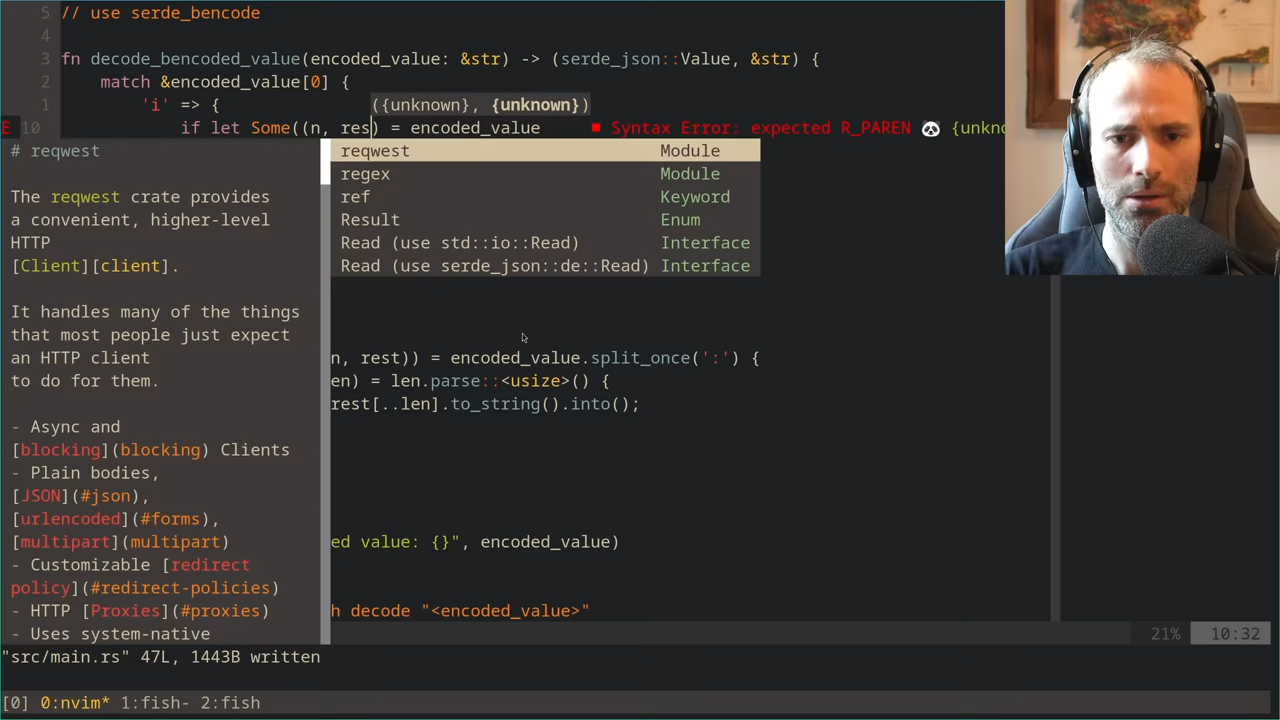 5 // use serde_bencode
4
3 fn decode_bencoded_value(encoded_value: &str) -> (serde_json::Value, &str) {
2 match &encoded_value[0] {
1 'i' => {
({unknown}, {unknown})
E 10 if let Some((n, res) = encoded_value ■ Syntax Error: expected R_PAREN 🐼 {unkno
# reqwest
The reqwest crate provides
a convenient, higher-level
HTTP
[Client][client].
It handles many of the things
that most people just expect
an HTTP client
to do for them.
- Async and
[blocking](blocking) Clients
- Plain bodies,
[JSON](#json),
[urlencoded](#forms),
[multipart](multipart)
- Customizable [redirect
policy](#redirect-policies)
- HTTP [Proxies](#proxies)
- Uses system-native
reqwest Module
regex Module
ref Keyword
Result Enum
Read (use std::io::Read) Interface
Read (use serde_json::de::Read) Interface
n, rest)) = encoded_value.split_once(':') {
en) = len.parse::<usize>() {
rest[..len].to_string().into();
ed value: {}", encoded_value)
h decode "<encoded_value>"
21% 10:32
"src/main.rs" 47L, 1443B written
[0] 0:nvim* 1:fish- 2:fish